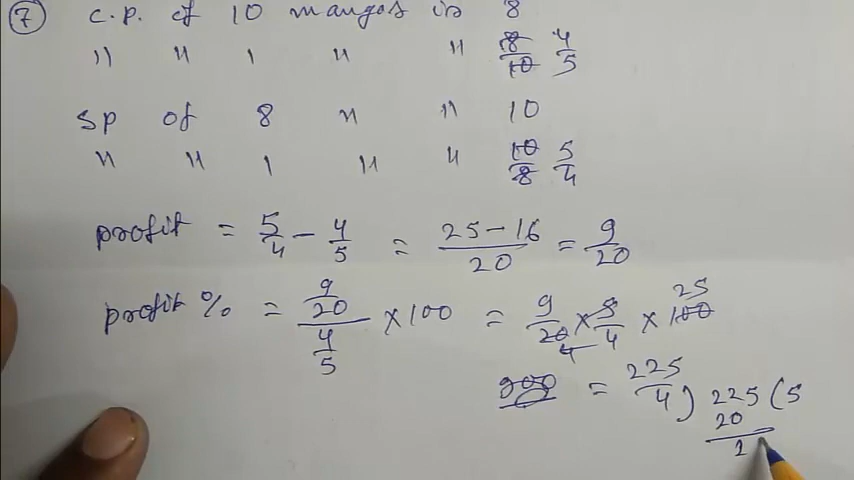 7 C.P. of 10 mangos is 8
" " 1 " " 8/10 4/5
SP of 8 " " 10
" " 1 " " 10/8 5/4
profit = 5/4 - 4/5 = 25-16/20 = 9/20
profit % = 9/20 / 4/5 × 100 = 9/20 × 5/4 × 100 25
4
= 225/4 ) 225 ( 5
20
2